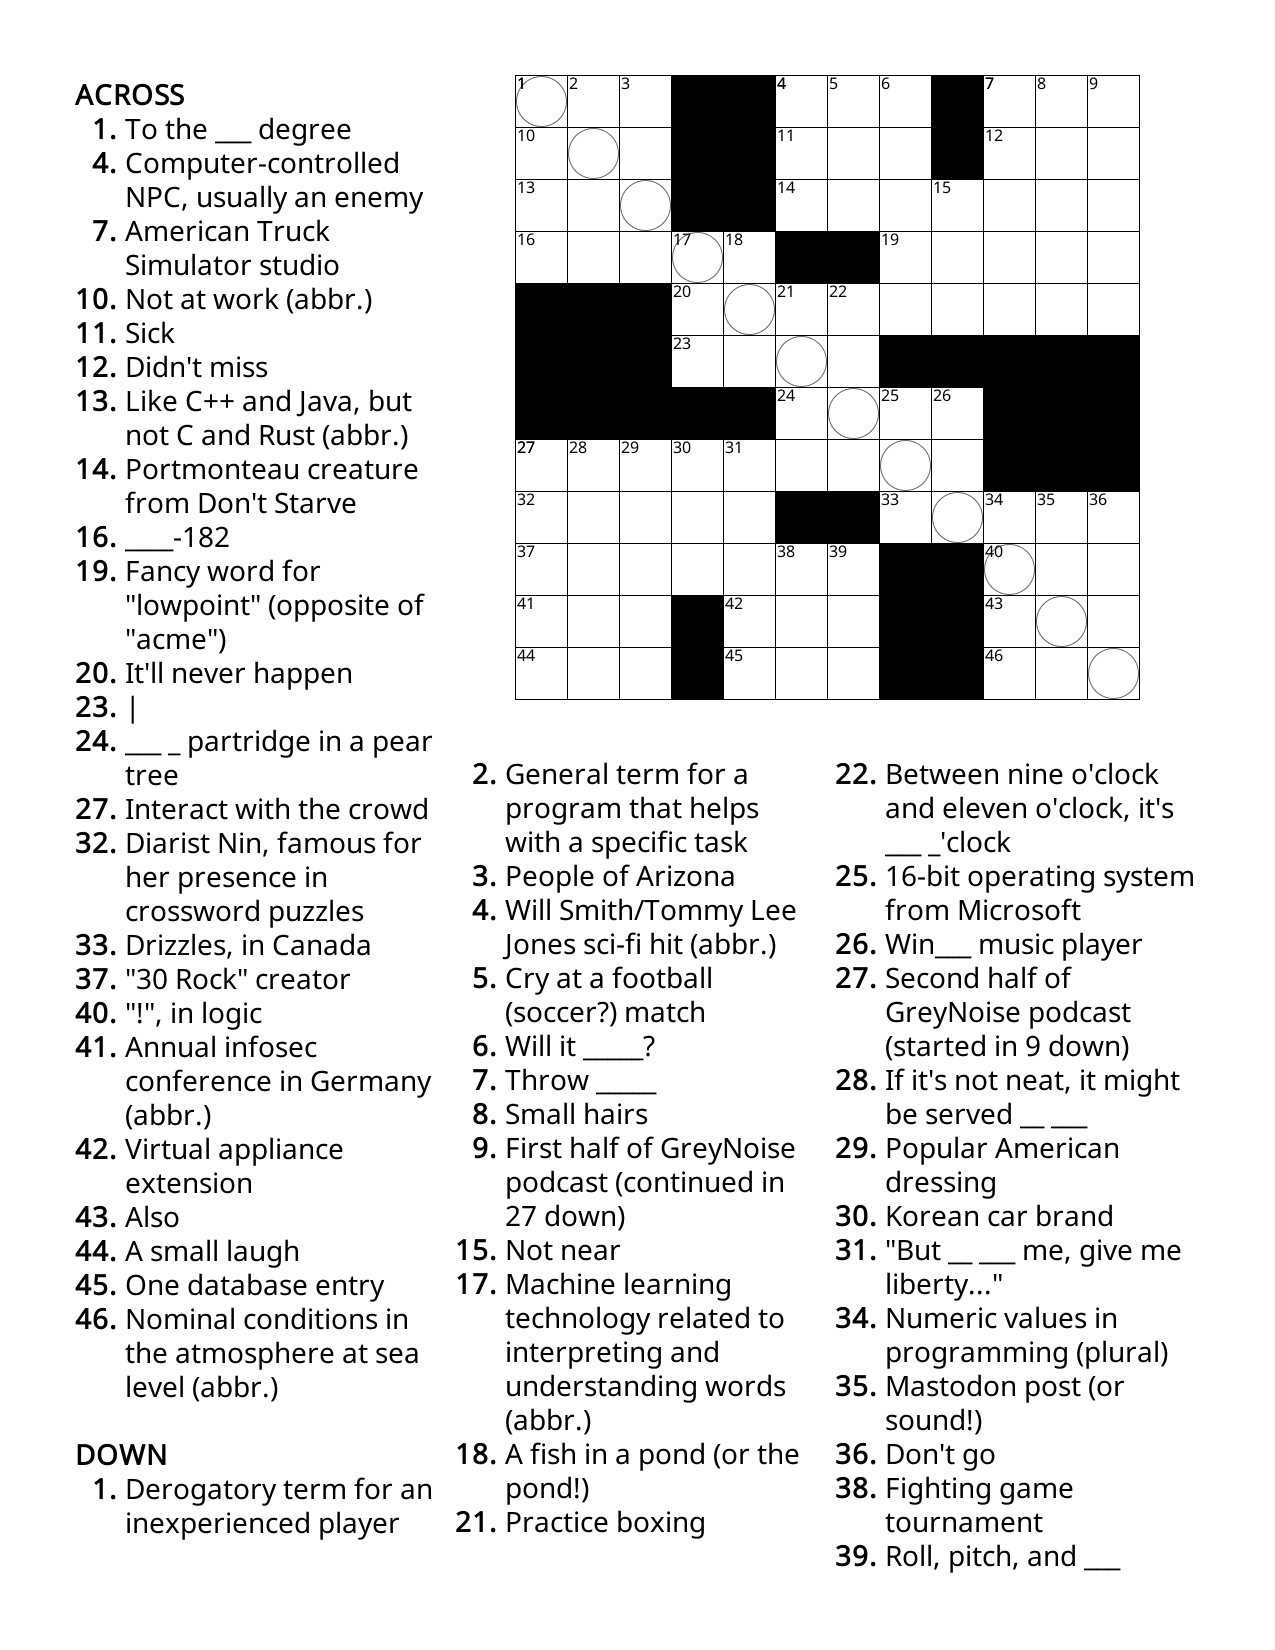 ACROSS
1. To the ___ degree
4. Computer-controlled
NPC, usually an enemy
7. American Truck
Simulator studio
10. Not at work (abbr.)
11. Sick
12. Didn't miss
13. Like C++ and Java, but
not C and Rust (abbr.)
14. Portmonteau creature
from Don't Starve
16. ____-182
19. Fancy word for
"lowpoint" (opposite of
"acme")
20. It'll never happen
23. |
24. ___ _ partridge in a pear
tree
27. Interact with the crowd
32. Diarist Nin, famous for
her presence in
crossword puzzles
33. Drizzles, in Canada
37. "30 Rock" creator
40. "!", in logic
41. Annual infosec
conference in Germany
(abbr.)
42. Virtual appliance
extension
43. Also
44. A small laugh
45. One database entry
46. Nominal conditions in
the atmosphere at sea
level (abbr.)
DOWN
1. Derogatory term for an
inexperienced player
1 2 3 4 5 6 7 8 9
10 11 12
13 14 15
16 17 18 19
20 21 22
23
24 25 26
27 28 29 30 31
32 33 34 35 36
37 38 39 40
41 42 43
44 45 46
2. General term for a
program that helps
with a specific task
3. People of Arizona
4. Will Smith/Tommy Lee
Jones sci-fi hit (abbr.)
5. Cry at a football
(soccer?) match
6. Will it _____?
7. Throw _____
8. Small hairs
9. First half of GreyNoise
podcast (continued in
27 down)
15. Not near
17. Machine learning
technology related to
interpreting and
understanding words
(abbr.)
18. A fish in a pond (or the
pond!)
21. Practice boxing
22. Between nine o'clock
and eleven o'clock, it's
___ _'clock
25. 16-bit operating system
from Microsoft
26. Win___ music player
27. Second half of
GreyNoise podcast
(started in 9 down)
28. If it's not neat, it might
be served __ ___
29. Popular American
dressing
30. Korean car brand
31. "But __ ___ me, give me
liberty..."
34. Numeric values in
programming (plural)
35. Mastodon post (or
sound!)
36. Don't go
38. Fighting game
tournament
39. Roll, pitch, and ___